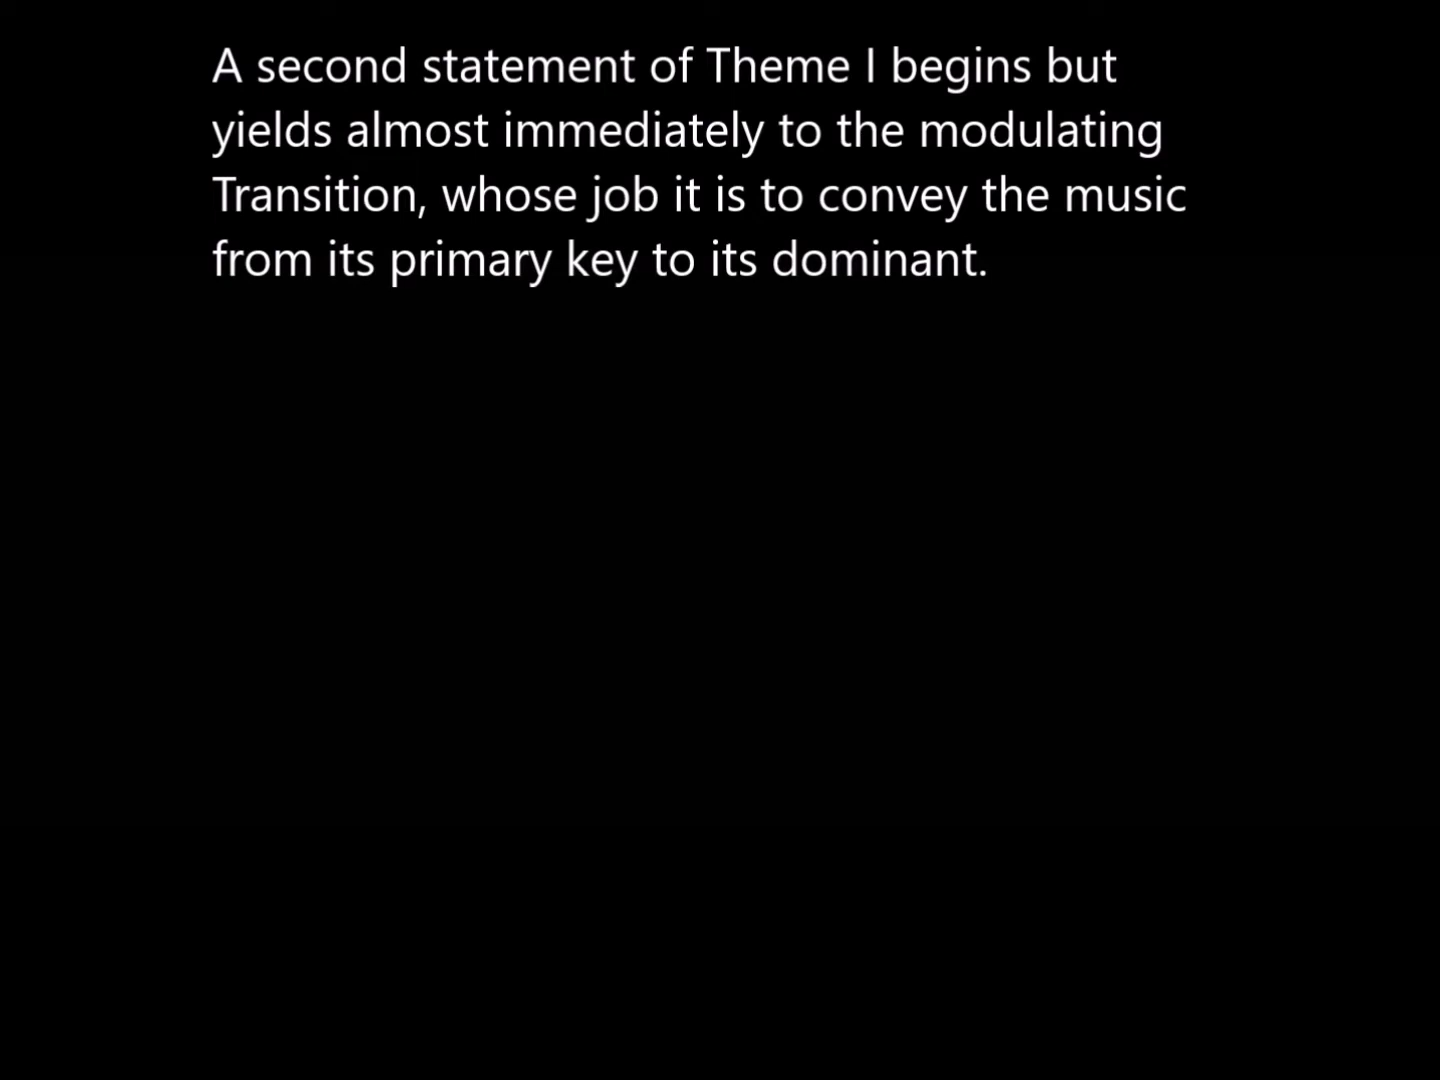 A second statement of Theme I begins but
yields almost immediately to the modulating
Transition, whose job it is to convey the music
from its primary key to its dominant.